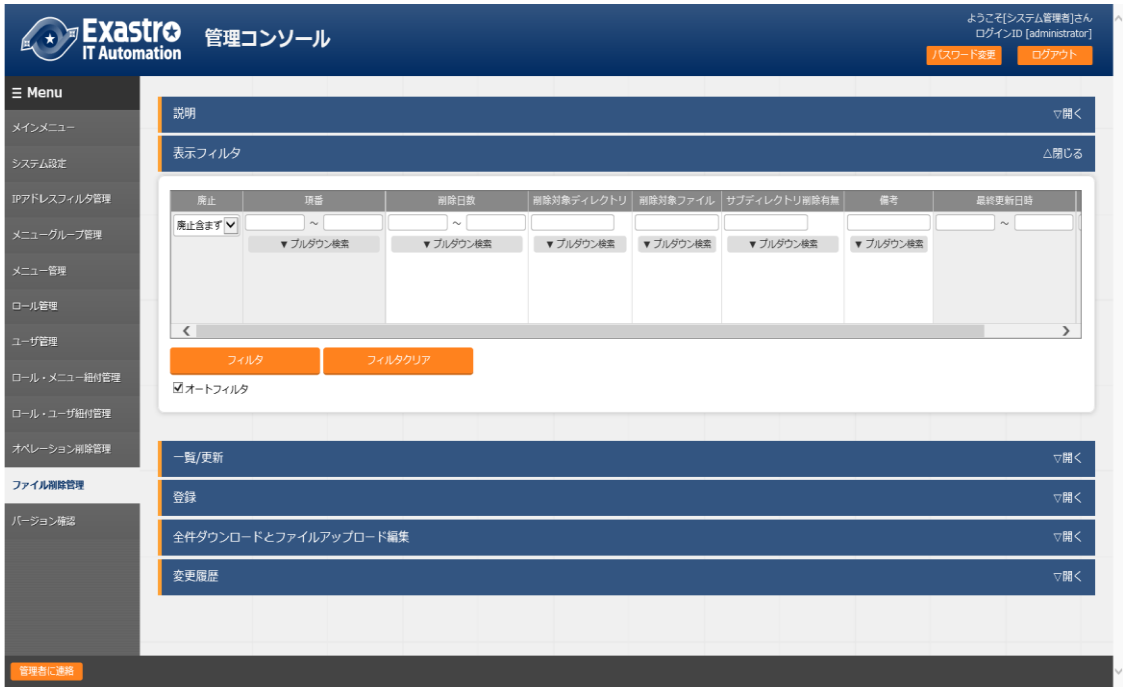 Exastro
IT Automation
管理コンソール
ようこそ[システム管理者]さん
ログインID [administrator]
パスワード変更
ログアウト
Menu
メインメニュー
システム設定
IPアドレスフィルタ管理
メニューグループ管理
メニュー管理
ロール管理
ユーザ管理
ロール・メニュー紐付管理
ロール・ユーザ紐付管理
オペレーション削除管理
ファイル削除管理
バージョン確認
説明 ▽開く
表示フィルタ △閉じる
廃止 項番 削除日数 削除対象ディレクトリ 削除対象ファイル サブディレクトリ削除有無 備考 最終更新日時
廃止含まず ～ ～ ～
▼プルダウン検索 ▼プルダウン検索 ▼プルダウン検索 ▼プルダウン検索 ▼プルダウン検索 ▼プルダウン検索
フィルタ フィルタクリア
オートフィルタ
一覧/更新 ▽開く
登録 ▽開く
全件ダウンロードとファイルアップロード編集 ▽開く
変更履歴 ▽開く
管理者に連絡